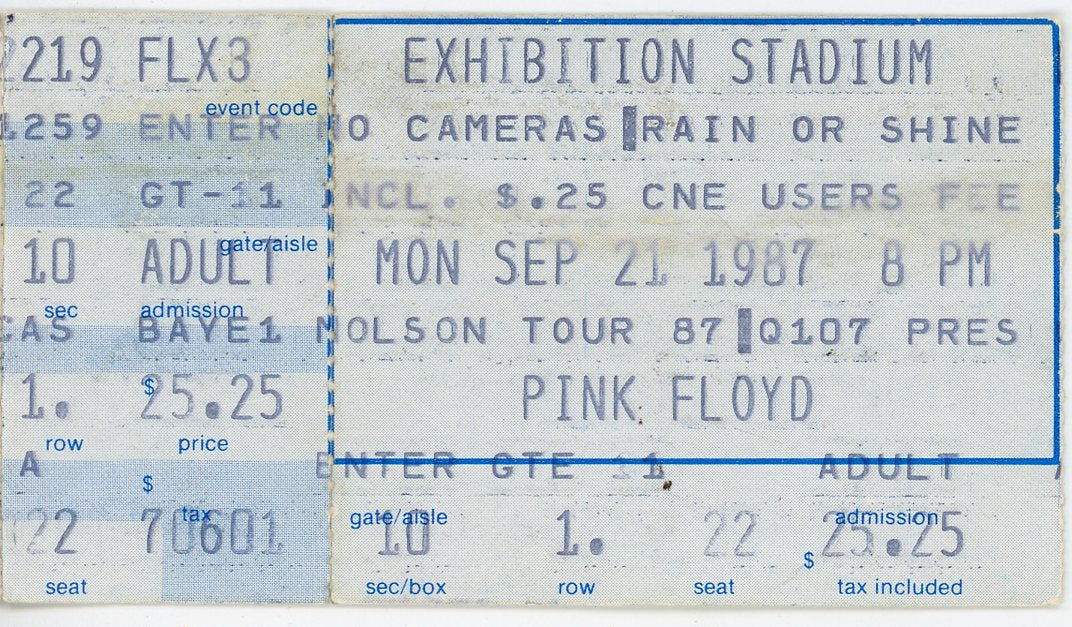 2219 FLX3 EXHIBITION STADIUM
event code
1259 ENTER NO CAMERAS RAIN OR SHINE
22 GT-11 INCL. $.25 CNE USERS FEE
gate/aisle
10 ADULT MON SEP 21 1987 8 PM
sec admission
CAS BAYE1 MOLSON TOUR 87 Q107 PRES
$
1. 25.25 PINK FLOYD
row price
A ENTER GTE 11 ADULT
$
tax gate/aisle admission
22 70601 10 1. 22 $ 25.25
seat sec/box row seat tax included